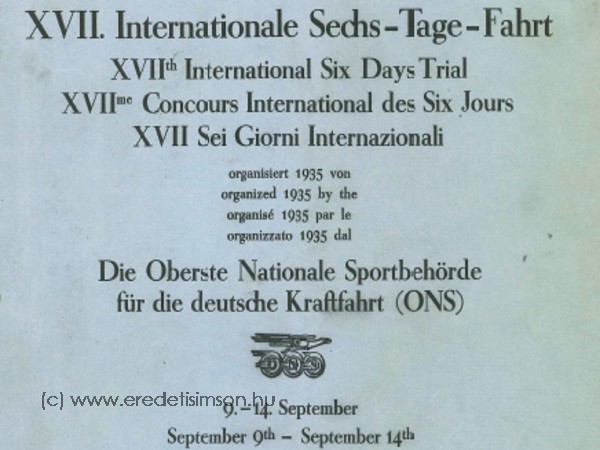 XVII. Internationale Sechs-Tage-Fahrt
XVIIth International Six Days Trial
XVIIme Concours International des Six Jours
XVII Sei Giorni Internazionali
organisiert 1935 von
organized 1935 by the
organisé 1935 par le
organizzato 1935 dal
Die Oberste Nationale Sportbehörde
für die deutsche Kraftfahrt (ONS)
ONS
(c) www.eredetisimson.hu
9.-14. September
September 9th - September 14th